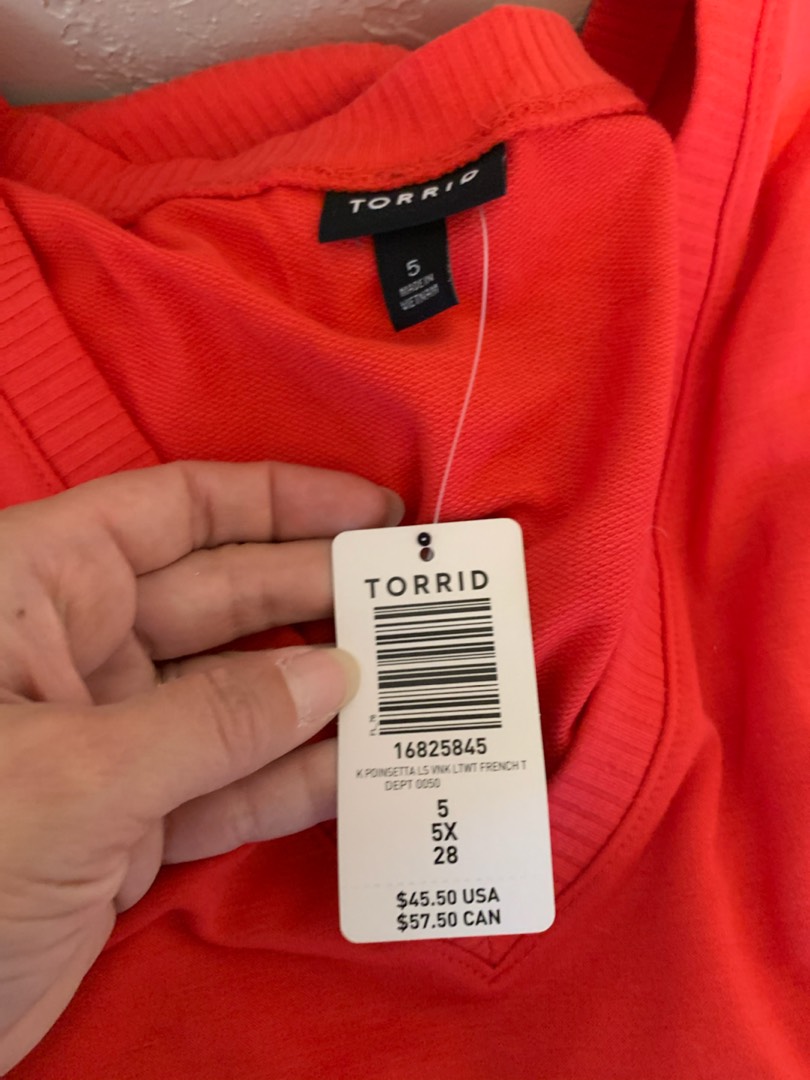 TORRID
5
MADE IN
VIETNAM
TORRID
16825845
K POINSETTA LS VNK LTWT FRENCH T
DEPT 0050
5
5X
28
$45.50 USA
$57.50 CAN